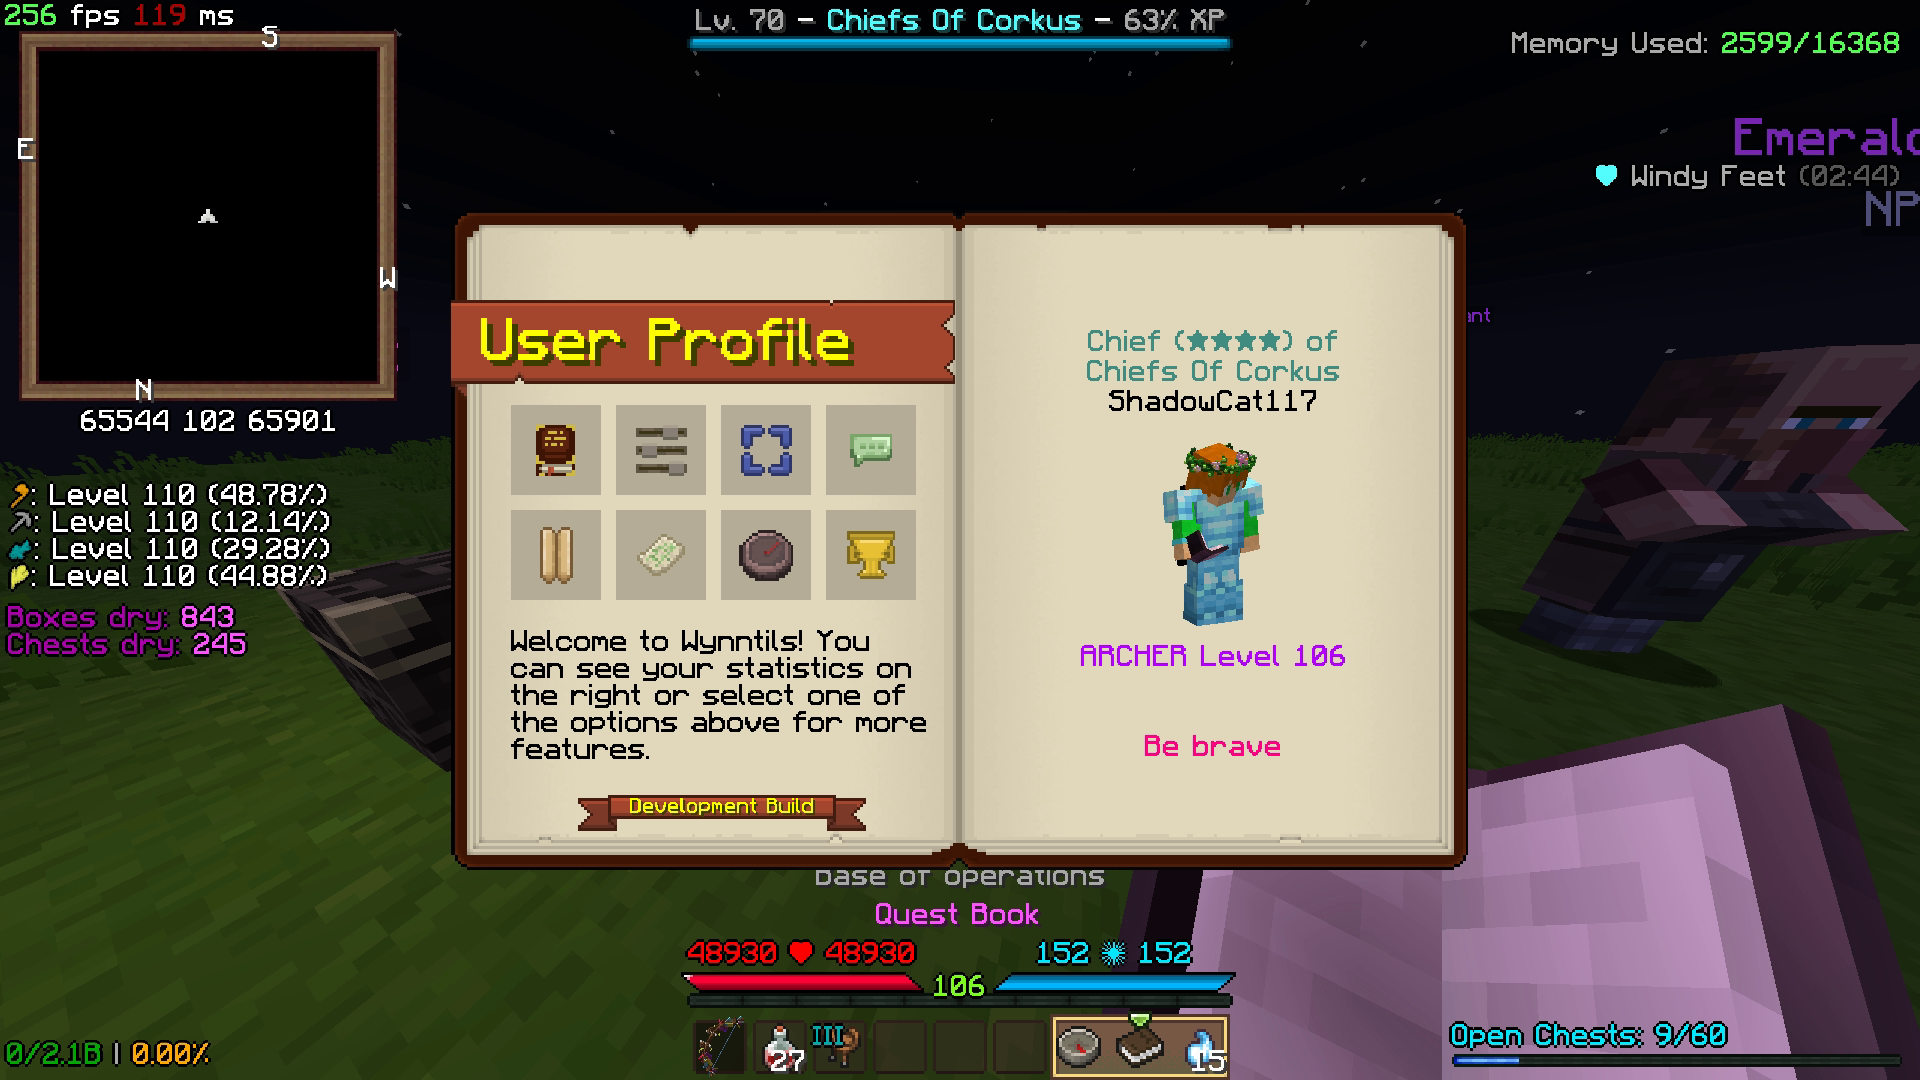 256 fps 119 ms
S
E
W
N
65544 102 65901
: Level 110 (48.78%)
: Level 110 (12.14%)
: Level 110 (29.28%)
: Level 110 (44.88%)
Boxes dry: 843
Chests dry: 245
Lv. 70 - Chiefs Of Corkus - 63% XP
Memory Used: 2599/16368
Windy Feet (02:44)
NP
User Profile
Welcome to Wynntils! You
can see your statistics on
the right or select one of
the options above for more
features.
Development Build
Chief (★★★★) of
Chiefs Of Corkus
ShadowCat117
ARCHER Level 106
Be brave
base of operations
Quest Book
48930 ❤ 48930
152 152
106
27
III
15
0/2.1B | 0.00%
Open Chests: 9/60